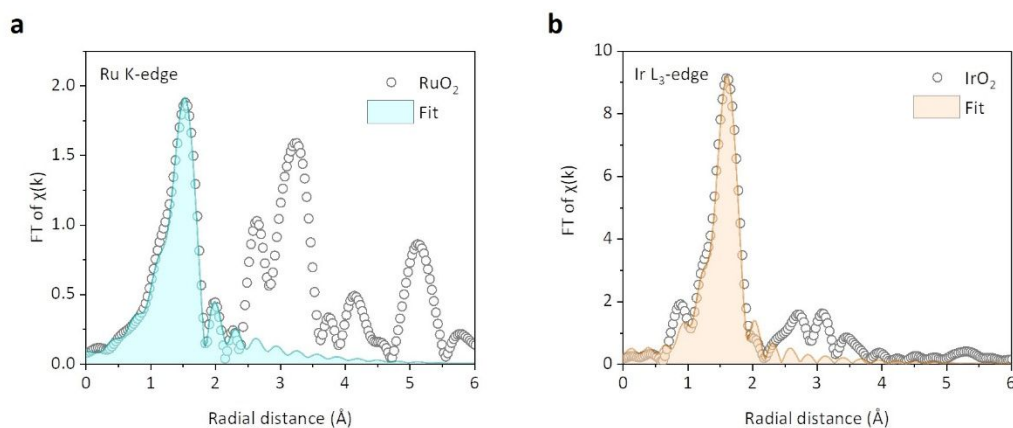 a
Ru K-edge
RuO₂
Fit
FT of χ(k)
2.0
1.5
1.0
0.5
0.0
0 1 2 3 4 5 6
Radial distance (Å)
b
Ir L₃-edge
IrO₂
Fit
FT of χ(k)
10
8
6
4
2
0
0 1 2 3 4 5 6
Radial distance (Å)